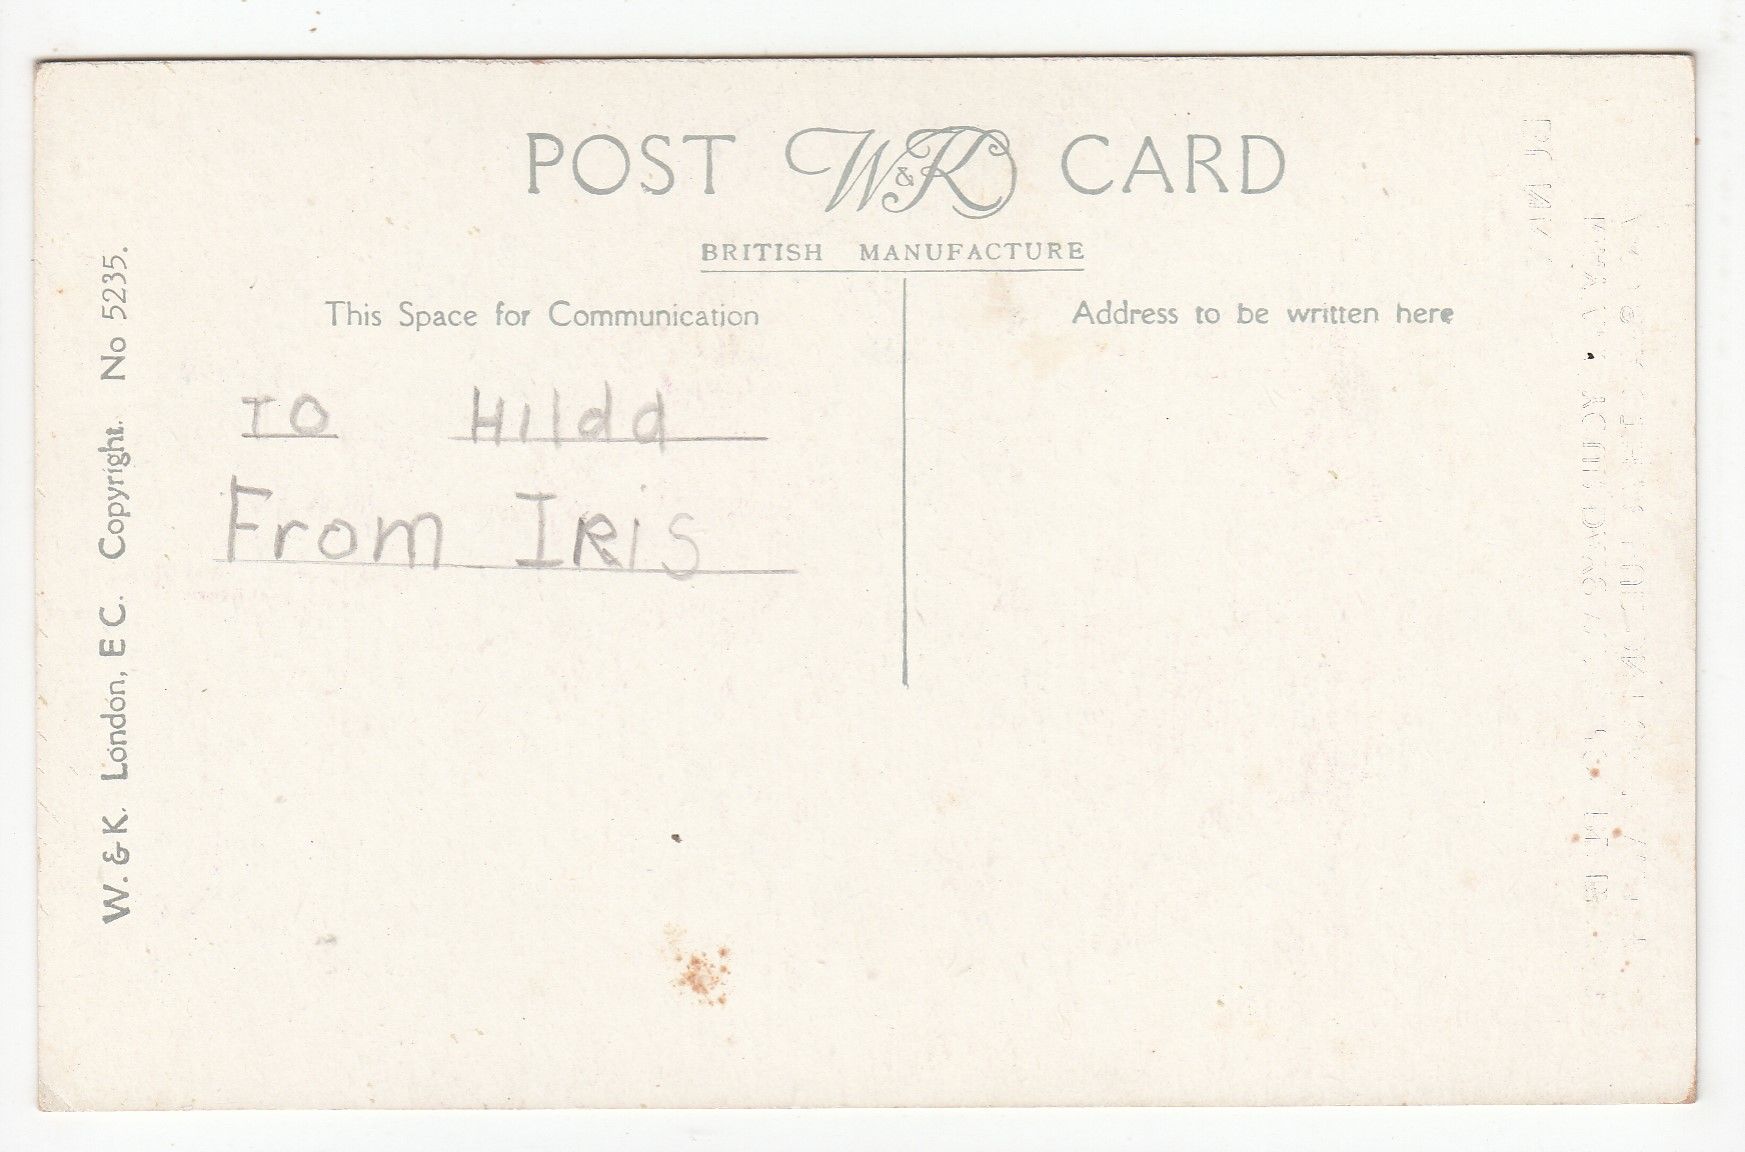 POST W&K CARD
BRITISH MANUFACTURE
This Space for Communication
Address to be written here
TO Hilda
From IRIS
W. & K. London, E C. Copyright. No 5235.